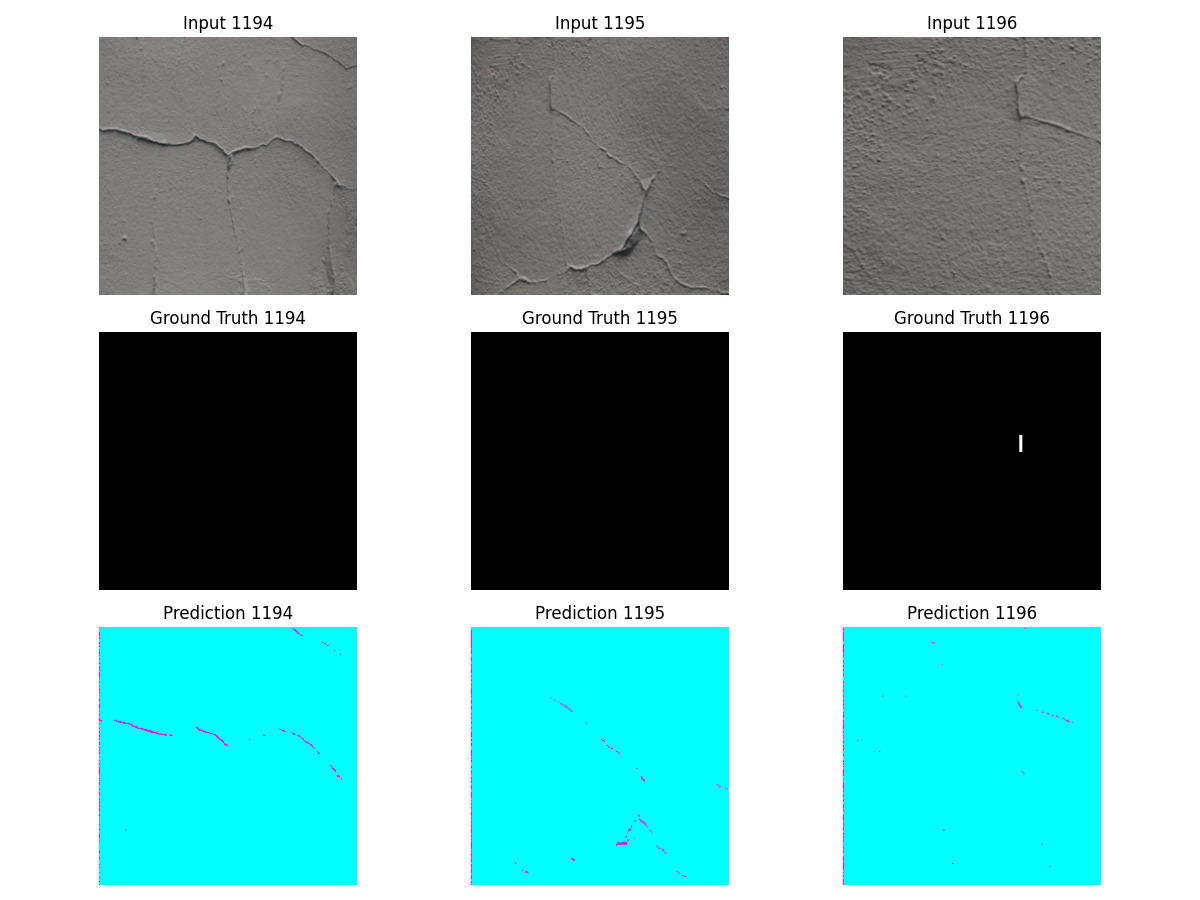 Input 1194
Input 1195
Input 1196
Ground Truth 1194
Ground Truth 1195
Ground Truth 1196
Prediction 1194
Prediction 1195
Prediction 1196